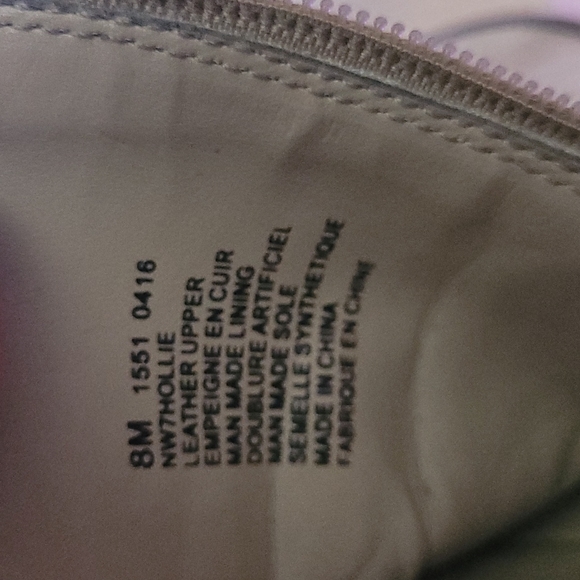 8M 1551 0416
NW7HOLLIE
LEATHER UPPER
EMPEIGNE EN CUIR
MAN MADE LINING
DOUBLURE ARTIFICIEL
MAN MADE SOLE
SEMELLE SYNTHETIQUE
MADE IN CHINA
FABRIQUE EN CHINE